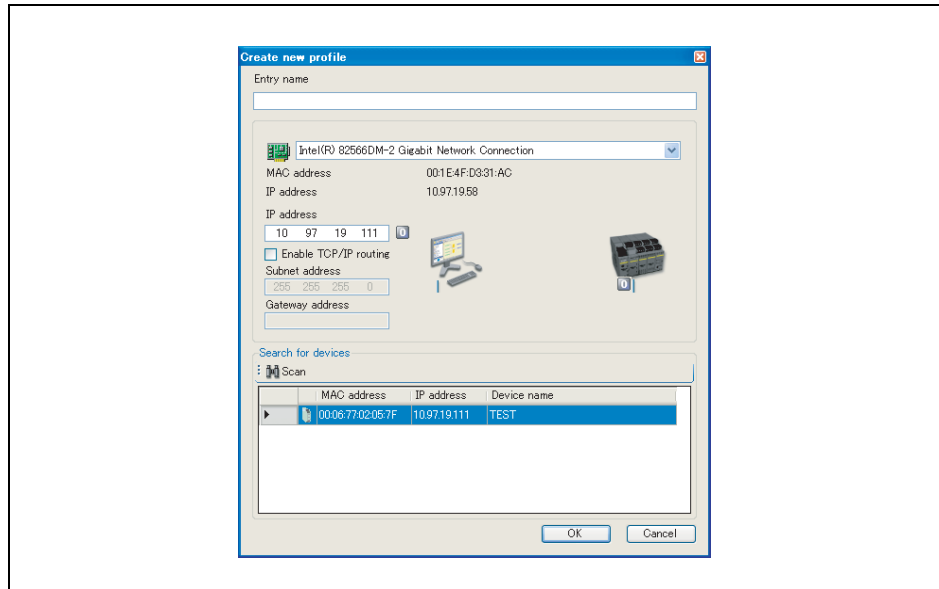 Create new profile
Entry name
Intel(R) 82566DM-2 Gigabit Network Connection
MAC address 00:1E:4F:D3:31:AC
IP address 10.97.19.58
IP address
10 97 19 111 0
Enable TCP/IP routing
Subnet address
255 255 255 0
0
Gateway address
Search for devices
Scan
MAC address IP address Device name
00:06:77:02:05:7F 10.97.19.111 TEST
OK Cancel